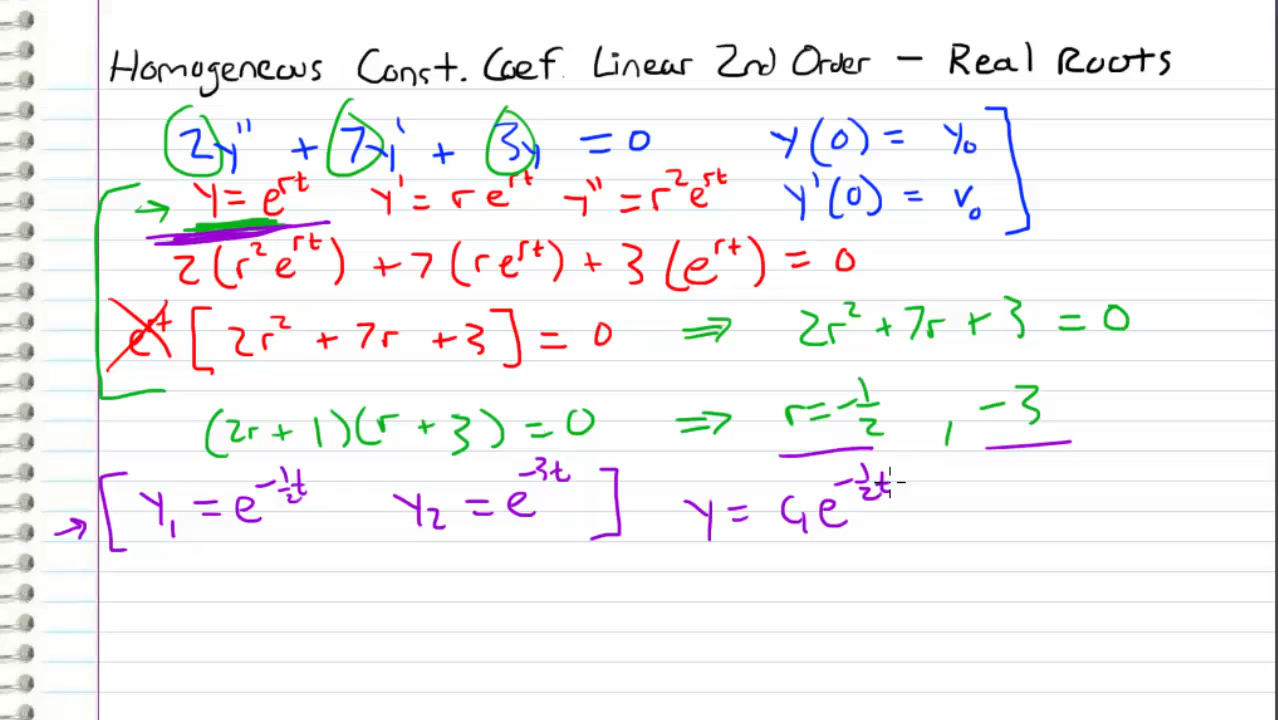 Homogeneous Const. Coef. Linear 2nd Order – Real Roots
2y'' + 7y' + 3y = 0 y(0) = y₀
y = e^{rt} y' = re^{rt} y'' = r²e^{rt} y'(0) = v₀
2(r²e^{rt}) + 7(re^{rt}) + 3(e^{rt}) = 0
e^{rt} [2r² + 7r + 3] = 0 ⇒ 2r² + 7r + 3 = 0
(2r + 1)(r + 3) = 0 ⇒ r = -1/2, -3
→ [y₁ = e^{-1/2 t} y₂ = e^{-3t}] y = C₁e^{-1/2 t}